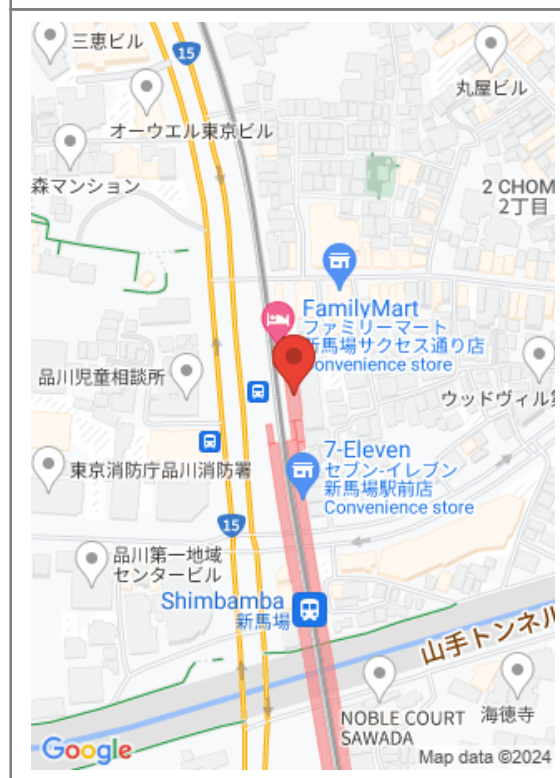 三恵ビル
15
丸屋ビル
オーウエル東京ビル
森マンション
2 CHOM
2丁目
FamilyMart
ファミリーマート
新馬場サクセス通り店
Convenience store
品川児童相談所
ウッドヴィル
7-Eleven
セブン-イレブン
新馬場駅前店
Convenience store
東京消防庁品川消防署
15
品川第一地域
センタービル
Shimbamba
新馬場
山手トンネル
NOBLE COURT
SAWADA
海徳寺
Google
Map data ©2024